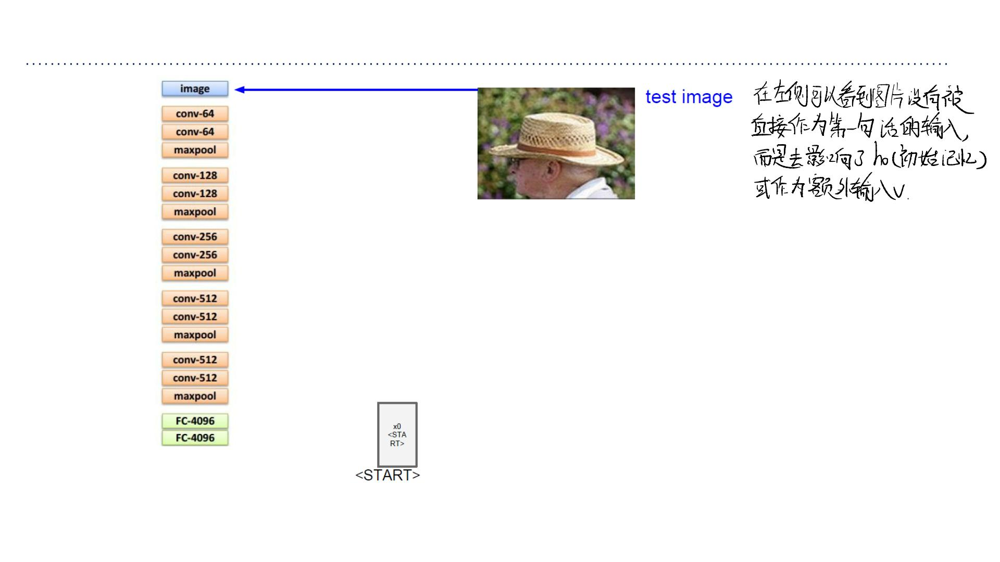 image
conv-64
conv-64
maxpool
conv-128
conv-128
maxpool
conv-256
conv-256
maxpool
conv-512
conv-512
maxpool
conv-512
conv-512
maxpool
FC-4096
FC-4096
test image
在左侧可以看到图片没有被
直接作为第一句话的输入,
而是去影响了h₀(初始记忆)
或作为额外输入v.
x0
<STA
RT>
<START>